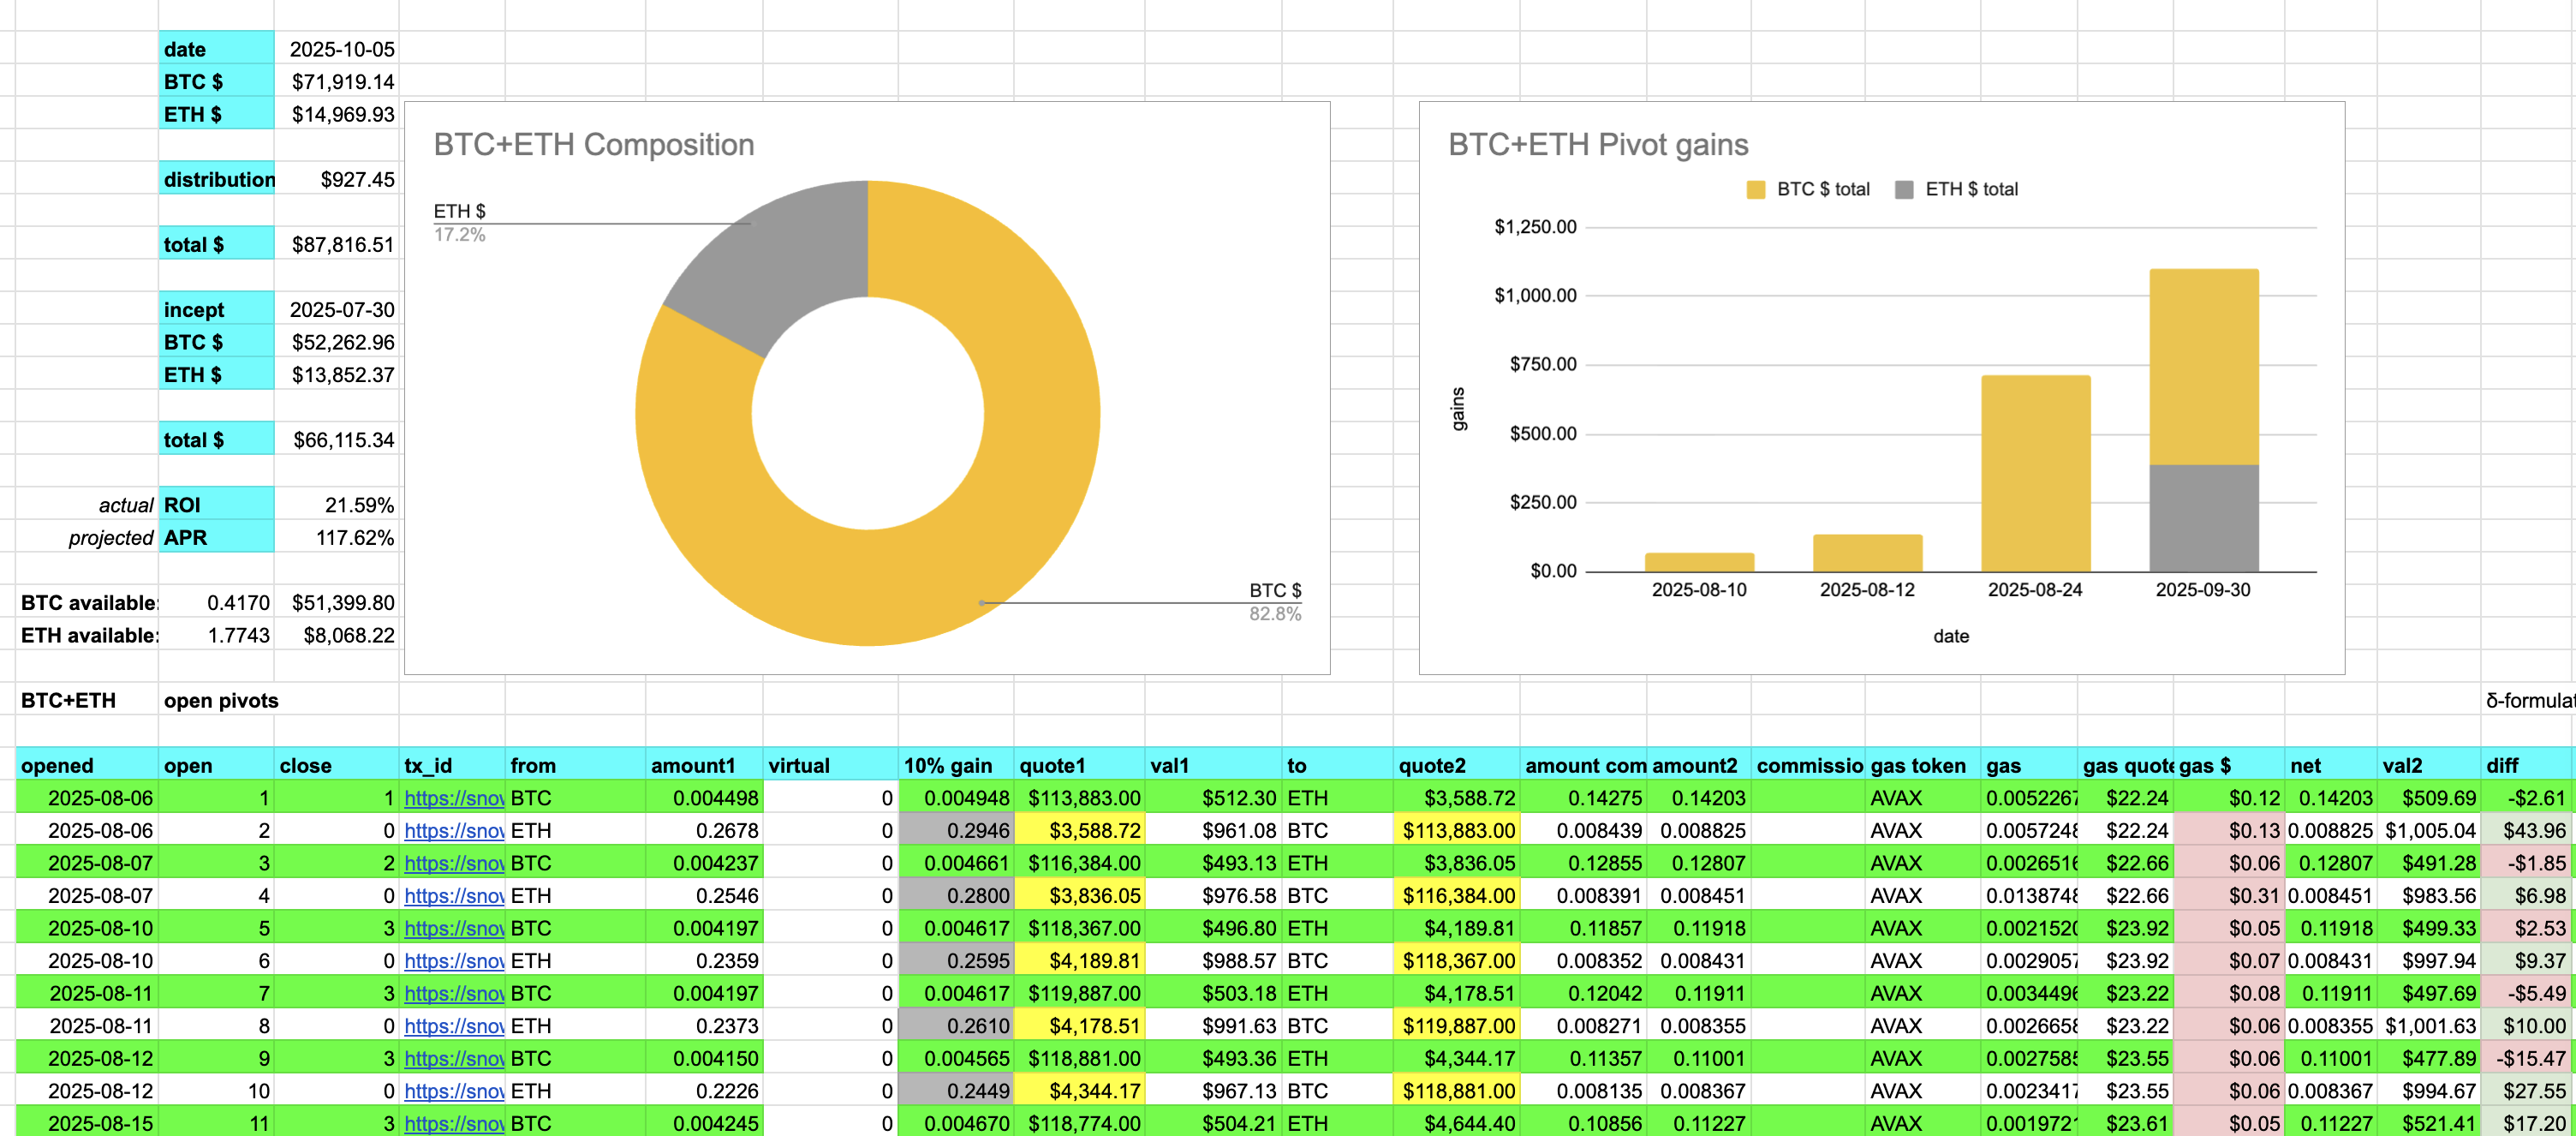 date 2025-10-05
BTC $ $71,919.14
ETH $ $14,969.93
distribution $927.45
total $ $87,816.51
incept 2025-07-30
BTC $ $52,262.96
ETH $ $13,852.37
total $ $66,115.34
actual ROI 21.59%
projected APR 117.62%
BTC available: 0.4170 $51,399.80
ETH available: 1.7743 $8,068.22
BTC+ETH Composition
ETH $
17.2%
BTC $
82.8%
BTC+ETH Pivot gains
BTC $ total ETH $ total
$1,250.00
$1,000.00
$750.00
$500.00
$250.00
$0.00
gains
2025-08-10 2025-08-12 2025-08-24 2025-09-30
date
BTC+ETH open pivots δ-formulat
opened open close tx_id from amount1 virtual 10% gain quote1 val1 to quote2 amount com amount2 commissio gas token gas gas quote gas $ net val2 diff
2025-08-06 1 1 https://snov BTC 0.004498 0 0.004948 $113,883.00 $512.30 ETH $3,588.72 0.14275 0.14203 AVAX 0.0052267 $22.24 $0.12 0.14203 $509.69 -$2.61
2025-08-06 2 0 https://snov ETH 0.2678 0 0.2946 $3,588.72 $961.08 BTC $113,883.00 0.008439 0.008825 AVAX 0.0057248 $22.24 $0.13 0.008825 $1,005.04 $43.96
2025-08-07 3 2 https://snov BTC 0.004237 0 0.004661 $116,384.00 $493.13 ETH $3,836.05 0.12855 0.12807 AVAX 0.0026516 $22.66 $0.06 0.12807 $491.28 -$1.85
2025-08-07 4 0 https://snov ETH 0.2546 0 0.2800 $3,836.05 $976.58 BTC $116,384.00 0.008391 0.008451 AVAX 0.0138748 $22.66 $0.31 0.008451 $983.56 $6.98
2025-08-10 5 3 https://snov BTC 0.004197 0 0.004617 $118,367.00 $496.80 ETH $4,189.81 0.11857 0.11918 AVAX 0.0021520 $23.92 $0.05 0.11918 $499.33 $2.53
2025-08-10 6 0 https://snov ETH 0.2359 0 0.2595 $4,189.81 $988.57 BTC $118,367.00 0.008352 0.008431 AVAX 0.0029057 $23.92 $0.07 0.008431 $997.94 $9.37
2025-08-11 7 3 https://snov BTC 0.004197 0 0.004617 $119,887.00 $503.18 ETH $4,178.51 0.12042 0.11911 AVAX 0.0034496 $23.22 $0.08 0.11911 $497.69 -$5.49
2025-08-11 8 0 https://snov ETH 0.2373 0 0.2610 $4,178.51 $991.63 BTC $119,887.00 0.008271 0.008355 AVAX 0.0026658 $23.22 $0.06 0.008355 $1,001.63 $10.00
2025-08-12 9 3 https://snov BTC 0.004150 0 0.004565 $118,881.00 $493.36 ETH $4,344.17 0.11357 0.11001 AVAX 0.0027585 $23.55 $0.06 0.11001 $477.89 -$15.47
2025-08-12 10 0 https://snov ETH 0.2226 0 0.2449 $4,344.17 $967.13 BTC $118,881.00 0.008135 0.008367 AVAX 0.0023417 $23.55 $0.06 0.008367 $994.67 $27.55
2025-08-15 11 3 https://snov BTC 0.004245 0 0.004670 $118,774.00 $504.21 ETH $4,644.40 0.10856 0.11227 AVAX 0.0019721 $23.61 $0.05 0.11227 $521.41 $17.20